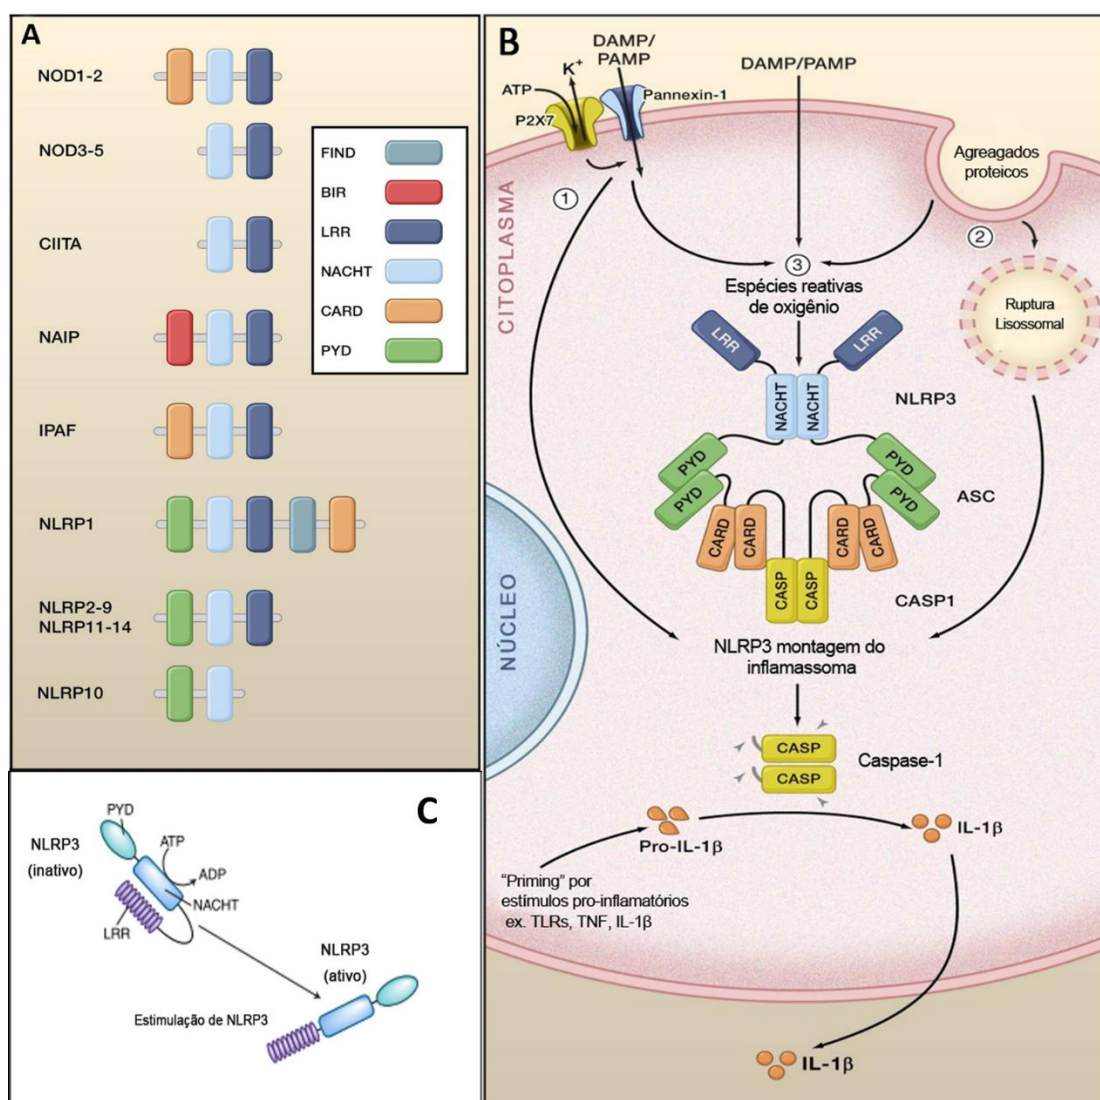 A
NOD1-2
NOD3-5
CIITA
NAIP
IPAF
NLRP1
NLRP2-9
NLRP11-14
NLRP10
FIND
BIR
LRR
NACHT
CARD
PYD
B
DAMP/
PAMP
K+
ATP
P2X7
Pannexin-1
DAMP/PAMP
Agreagados
proteicos
CITOPLASMA
1
2
3
Espécies reativas
de oxigênio
Ruptura
Lisossomal
LRR
LRR
NACHT
NACHT
NLRP3
PYD
PYD
PYD
PYD
ASC
CARD
CARD
CARD
CARD
CASP
CASP
CASP1
NÚCLEO
NLRP3 montagem do
inflamassoma
CASP
CASP
Caspase-1
Pro-IL-1β
IL-1β
“Priming” por
estímulos pro-inflamatórios
ex. TLRs, TNF, IL-1β
IL-1β
C
PYD
NLRP3
(inativo)
ATP
ADP
NACHT
LRR
NLRP3
(ativo)
Estimulação de NLRP3